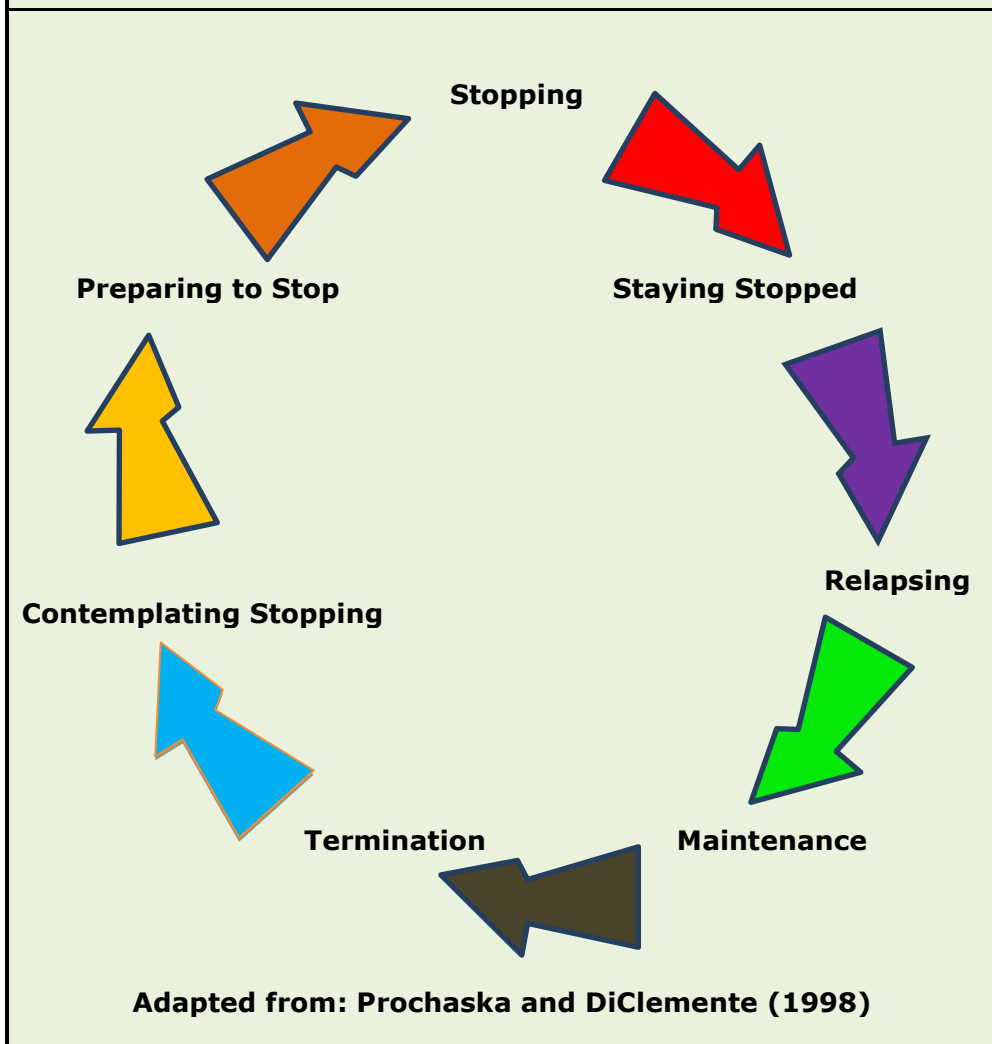 Stopping
Preparing to Stop
Staying Stopped
Relapsing
Contemplating Stopping
Termination
Maintenance
Adapted from: Prochaska and DiClemente (1998)